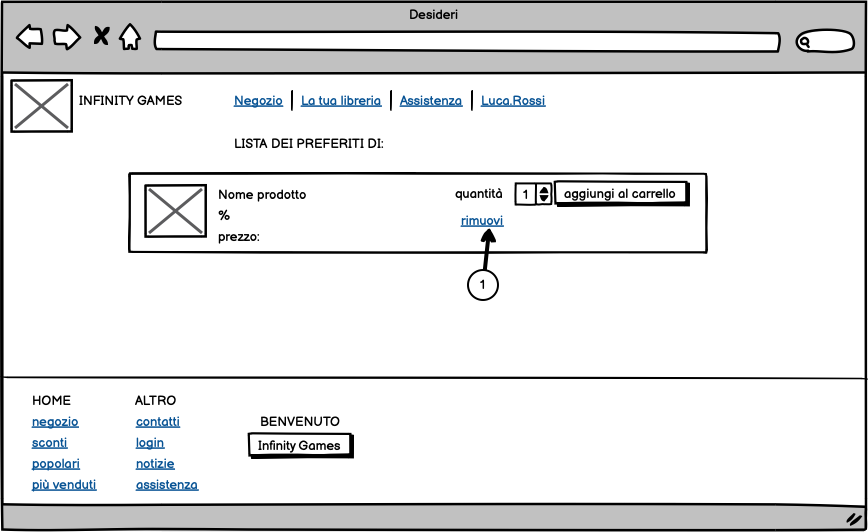 Desideri
INFINITY GAMES
Negozio | La tua libreria | Assistenza | Luca.Rossi
LISTA DEI PREFERITI DI:
Nome prodotto
%
prezzo:
quantità 1 aggiungi al carrello
rimuovi
1
HOME
negozio
sconti
popolari
più venduti
ALTRO
contatti
login
notizie
assistenza
BENVENUTO
Infinity Games